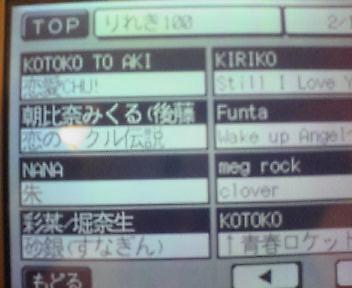 TOP りれき100 2/1
KOTOKO TO AKI
恋愛CHU!
朝比奈みくる(後藤
恋の クル伝説
NANA
朱
彩菜/堀奈生
砂銀(すなぎん)
KIRIKO
Still I Love Y
Funta
Wake up Angel
meg rock
clover
KOTOKO
↑青春ロケット
もどる
◀